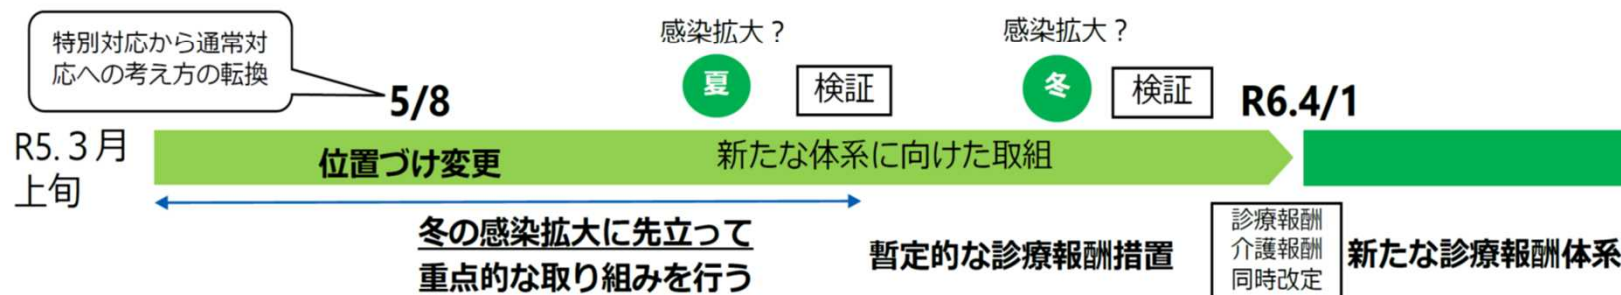 特別対応から通常対
応への考え方の転換
5/8
感染拡大？
夏
検証
感染拡大？
冬
検証
R6.4/1
R5.３月
上旬
位置づけ変更
新たな体系に向けた取組
冬の感染拡大に先立って
重点的な取り組みを行う
暫定的な診療報酬措置
診療報酬
介護報酬
同時改定
新たな診療報酬体系